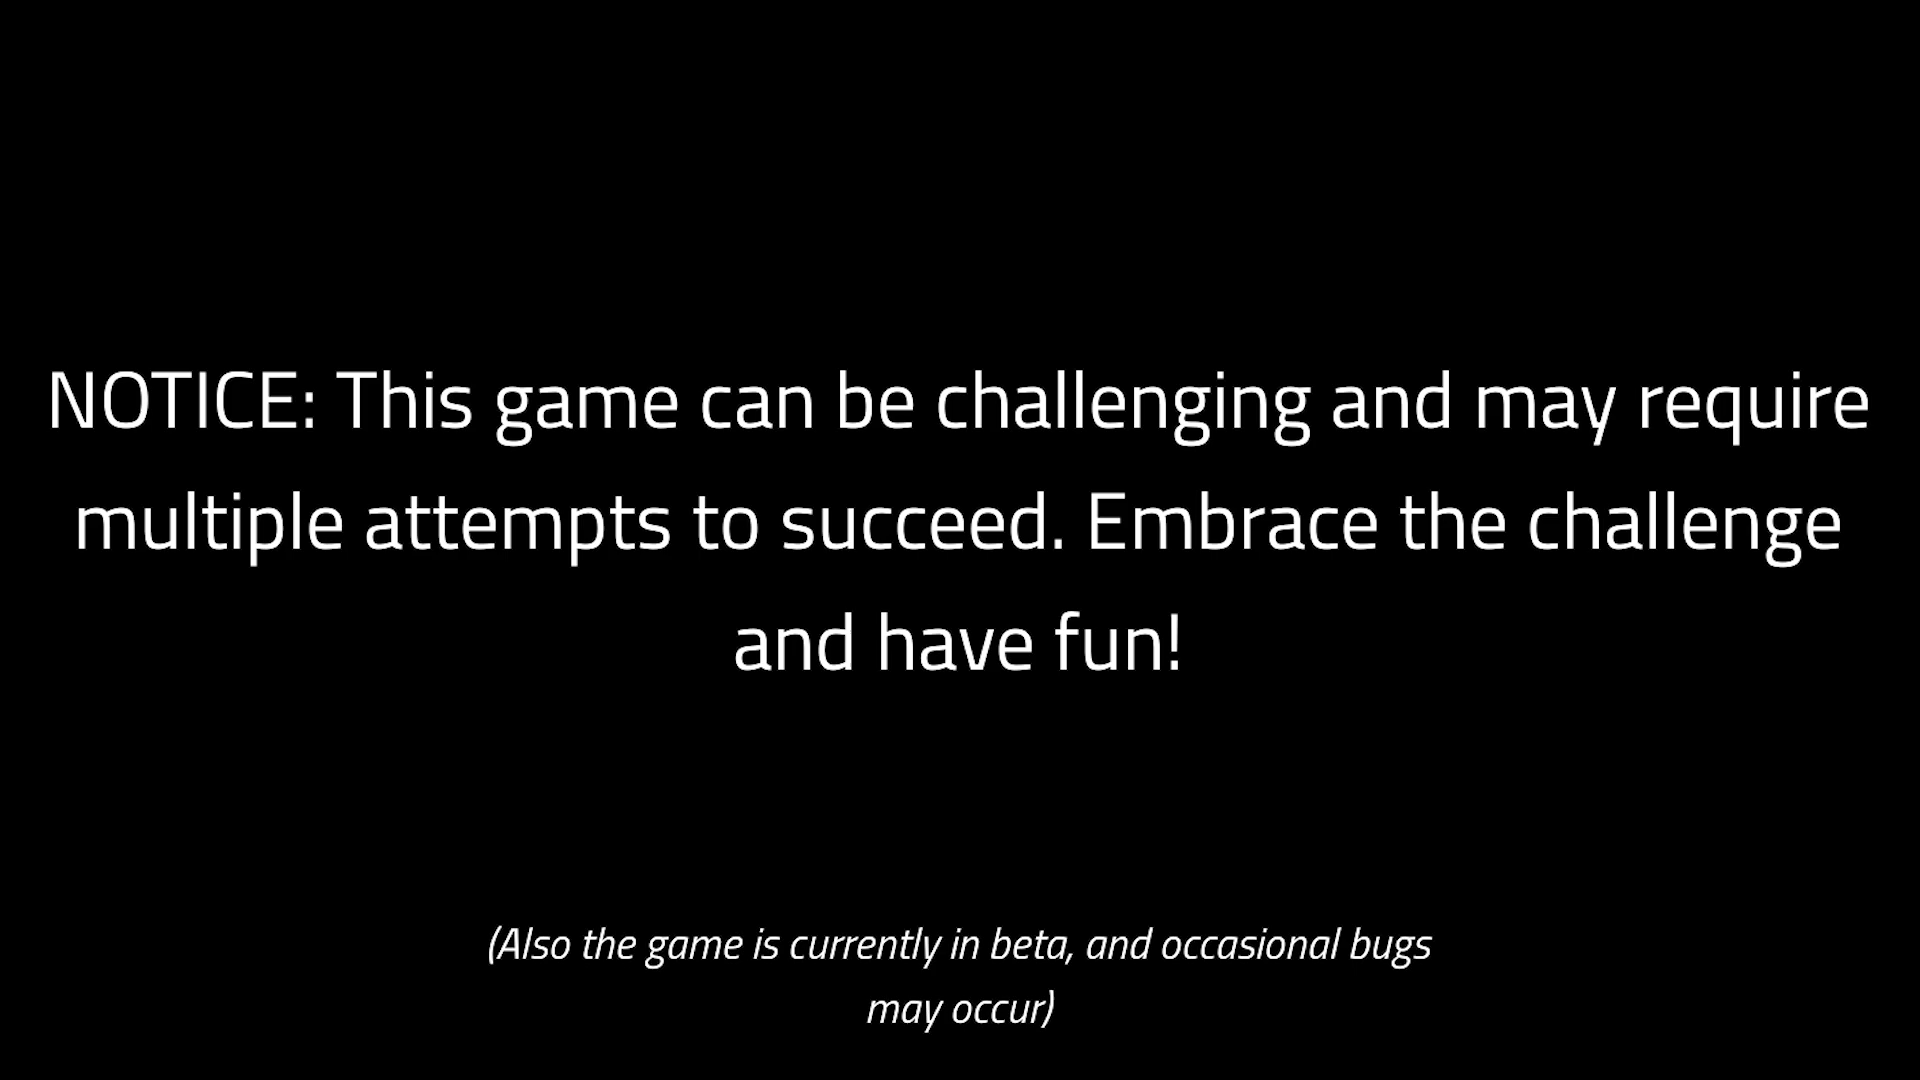 NOTICE: This game can be challenging and may require
multiple attempts to succeed. Embrace the challenge
and have fun!
(Also the game is currently in beta, and occasional bugs
may occur)